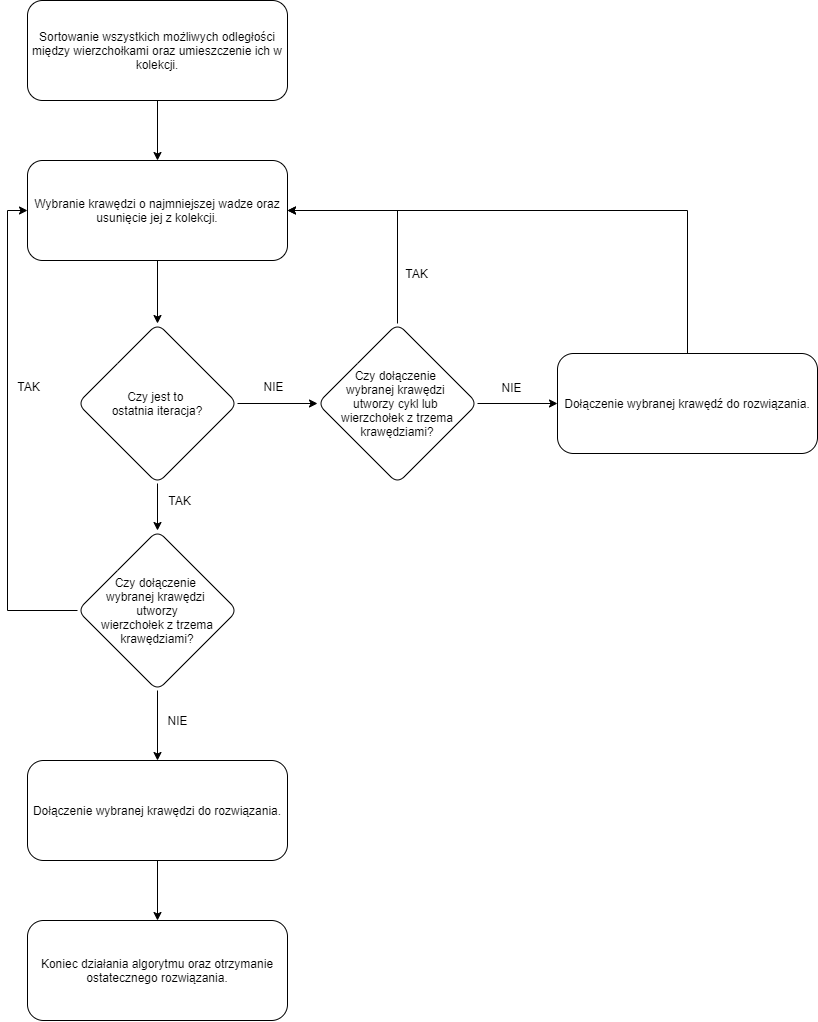 Sortowanie wszystkich możliwych odległości
między wierzchołkami oraz umieszczenie ich w
kolekcji.
Wybranie krawędzi o najmniejszej wadze oraz
usunięcie jej z kolekcji.
TAK
TAK
Czy jest to
ostatnia iteracja?
NIE
Czy dołączenie
wybranej krawędzi
utworzy cykl lub
wierzchołek z trzema
krawędziami?
NIE
Dołączenie wybranej krawędź do rozwiązania.
TAK
Czy dołączenie
wybranej krawędzi
utworzy
wierzchołek z trzema
krawędziami?
NIE
Dołączenie wybranej krawędzi do rozwiązania.
Koniec działania algorytmu oraz otrzymanie
ostatecznego rozwiązania.